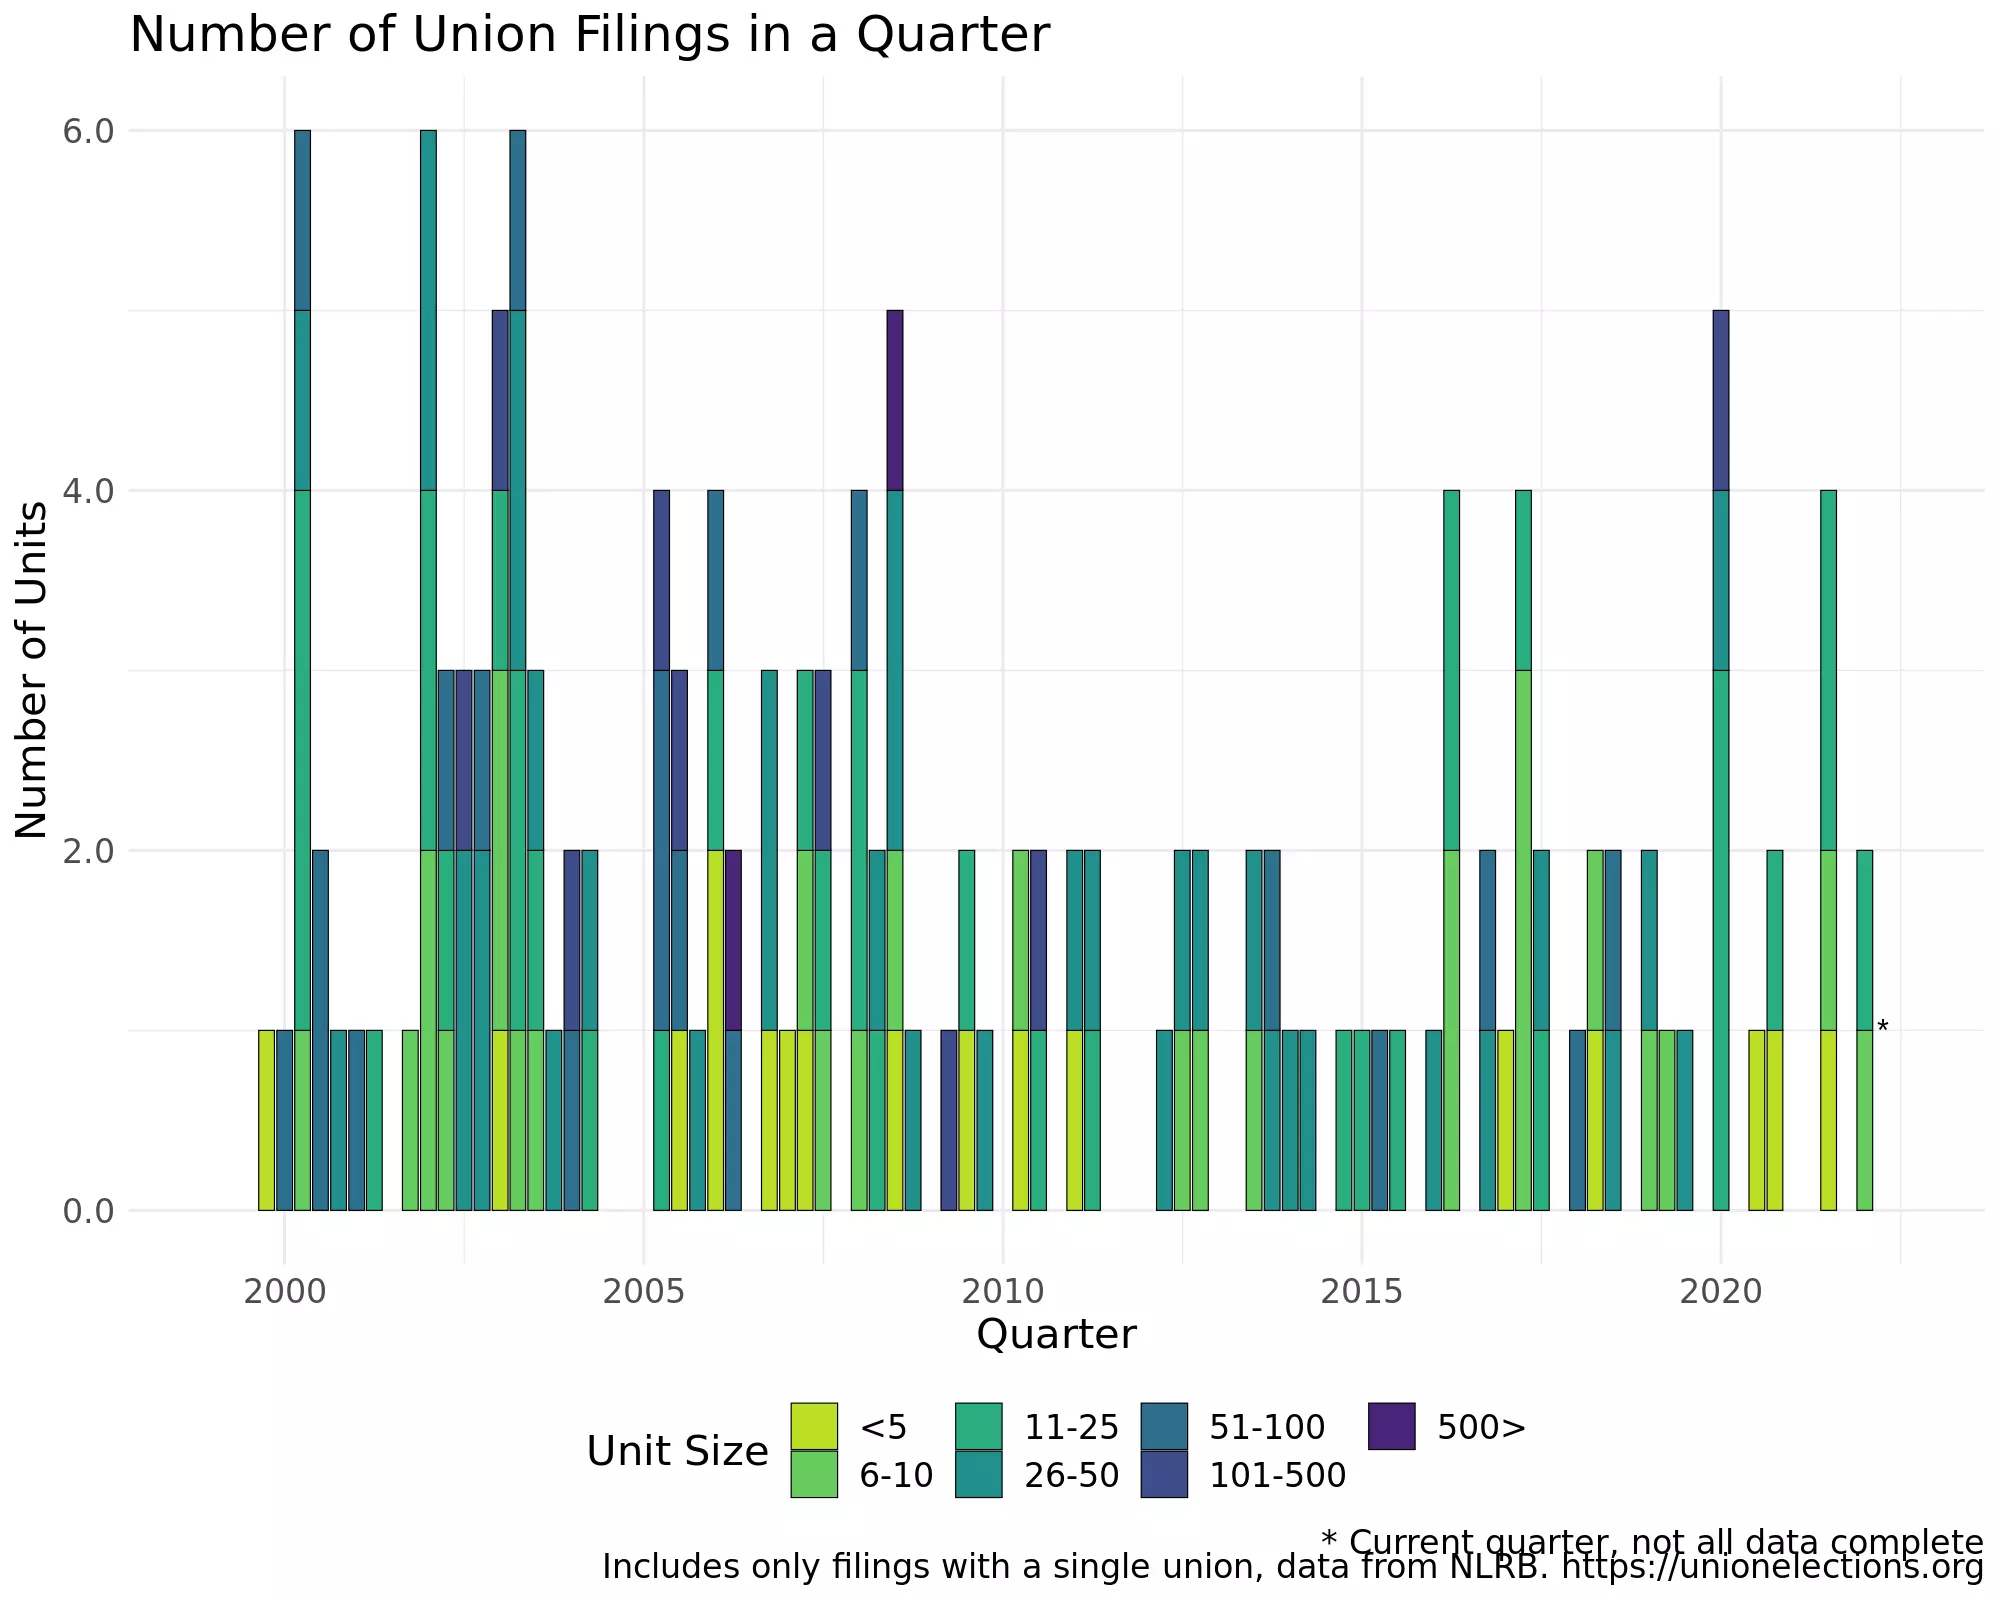 Number of Union Filings in a Quarter
6.0
4.0
2.0
0.0
Number of Units
*
2000 2005 2010 2015 2020
Quarter
Unit Size
<5 11-25 51-100 500>
6-10 26-50 101-500
* Current quarter, not all data complete
Includes only filings with a single union, data from NLRB. https://unionelections.org